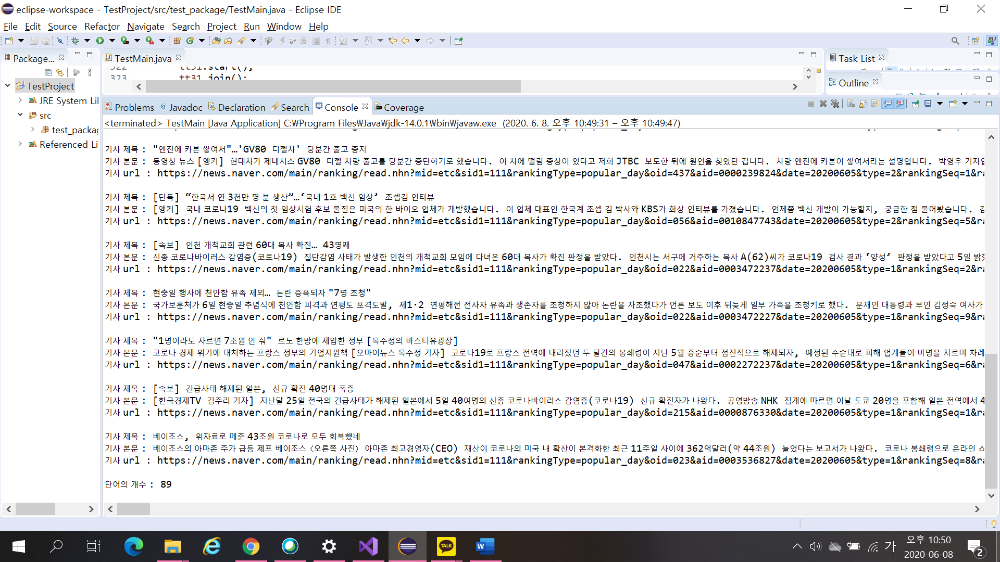 eclipse-workspace - TestProject/src/test_package/TestMain.java - Eclipse IDE
File Edit Source Refactor Navigate Search Project Run Window Help
Package... TestMain.java Task List
322 tt31.start();
323 tt31.join();
TestProject
JRE System Lil
src
test_packag
Referenced Li
Outline
Problems @ Javadoc Declaration Search Console Coverage
<terminated> TestMain [Java Application] C:₩Program Files₩Java₩jdk-14.0.1₩bin₩javaw.exe (2020. 6. 8. 오후 10:49:31 – 오후 10:49:47)
기사 제목 : "엔진에 카본 쌓여서"…'GV80 디젤차' 당분간 출고 중지
기사 본문 : 동영상 뉴스 [앵커] 현대차가 제네시스 GV80 디젤 차량 출고를 당분간 중단하기로 했습니다. 이 차에 떨림 증상이 있다고 저희 JTBC 보도한 뒤에 원인을 찾았단 겁니다. 차량 엔진에 카본이 쌓여서라는 설명입니다. 박영우 기자입
기사 url : https://news.naver.com/main/ranking/read.nhn?mid=etc&sid1=111&rankingType=popular_day&oid=437&aid=0000239824&date=20200605&type=2&rankingSeq=1&ra
기사 제목 : [단독] “한국서 연 3천만 명 분 생산”…‘국내 1호 백신 임상’ 조셉김 인터뷰
기사 본문 : [앵커] 국내 코로나19 백신의 첫 임상시험 후보 물질은 미국의 한 바이오 업체가 개발했습니다. 이 업체 대표인 한국계 조셉 김 박사와 KBS가 화상 인터뷰를 가졌습니다. 언제쯤 백신 개발이 가능할지, 궁금한 점 물어봤습니다. 김
기사 url : https://news.naver.com/main/ranking/read.nhn?mid=etc&sid1=111&rankingType=popular_day&oid=056&aid=0010847743&date=20200605&type=2&rankingSeq=5&ra
기사 제목 : [속보] 인천 개척교회 관련 60대 목사 확진… 43명째
기사 본문 : 신종 코로나바이러스 감염증(코로나19) 집단감염 사태가 발생한 인천의 개척교회 모임에 다녀온 60대 목사가 확진 판정을 받았다. 인천시는 서구에 거주하는 목사 A(62)씨가 코로나19 검사 결과 ‘양성’ 판정을 받았다고 5일 밝혔
기사 url : https://news.naver.com/main/ranking/read.nhn?mid=etc&sid1=111&rankingType=popular_day&oid=022&aid=0003472237&date=20200605&type=1&rankingSeq=2&ra
기사 제목 : 현충일 행사에 천안함 유족 제외… 논란 증폭되자 "7명 초청"
기사 본문 : 국가보훈처가 6일 현충일 추념식에 천안함 피격과 연평도 포격도발, 제1·2 연평해전 전사자 유족과 생존자를 초청하지 않아 논란을 자초했다가 언론 보도 이후 뒤늦게 일부 가족을 초청키로 했다. 문재인 대통령과 부인 김정숙 여사가
기사 url : https://news.naver.com/main/ranking/read.nhn?mid=etc&sid1=111&rankingType=popular_day&oid=022&aid=0003472227&date=20200605&type=1&rankingSeq=9&ra
기사 제목 : "1명이라도 자르면 7조원 안 줘" 르노 한방에 제압한 정부 [목수정의 바스티유광장]
기사 본문 : 코로나 경제 위기에 대처하는 프랑스 정부의 기업지원책 [오마이뉴스 목수정 기자] 코로나19로 프랑스 전역에 내려졌던 두 달간의 봉쇄령이 지난 5월 중순부터 점진적으로 해제되자, 예정된 수순대로 피해 업계들이 비명을 지르며 차례
기사 url : https://news.naver.com/main/ranking/read.nhn?mid=etc&sid1=111&rankingType=popular_day&oid=047&aid=0002272237&date=20200605&type=1&rankingSeq=6&ra
기사 제목 : [속보] 긴급사태 해제된 일본, 신규 확진 40명대 폭증
기사 본문 : [한국경제TV 김주리 기자] 지난달 25일 전국의 긴급사태가 해제된 일본에서 5일 40여명의 신종 코로나바이러스 감염증(코로나19) 신규 확진자가 나왔다. 공영방송 NHK 집계에 따르면 이날 도쿄 20명을 포함해 일본 전역에서 4
기사 url : https://news.naver.com/main/ranking/read.nhn?mid=etc&sid1=111&rankingType=popular_day&oid=215&aid=0000876330&date=20200605&type=1&rankingSeq=1&ra
기사 제목 : 베이조스, 위자료로 떼준 43조원 코로나로 모두 회복했네
기사 본문 : 베이조스의 아마존 주가 급등 제프 베이조스〈오른쪽 사진〉 아마존 최고경영자(CEO) 재산이 코로나의 미국 내 확산이 본격화한 최근 11주일 사이에 362억달러(약 44조원) 늘었다는 보고서가 나왔다. 코로나 봉쇄령으로 온라인 쇼
기사 url : https://news.naver.com/main/ranking/read.nhn?mid=etc&sid1=111&rankingType=popular_day&oid=023&aid=0003536827&date=20200605&type=1&rankingSeq=8&ra
단어의 개수 : 89
TALK
W
가
오후 10:50
2020-06-08
2